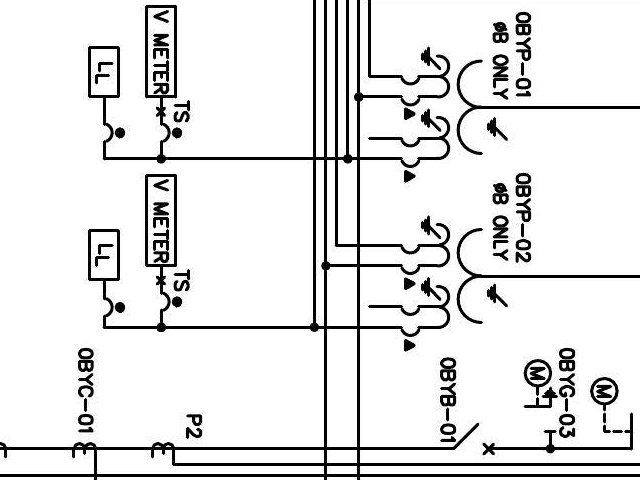 0BYP-01
ØB ONLY
V METER
LL
TS
0BYP-02
ØB ONLY
V METER
LL
TS
0BYC-01
P2
0BYB-01
M
0BYG-03
M